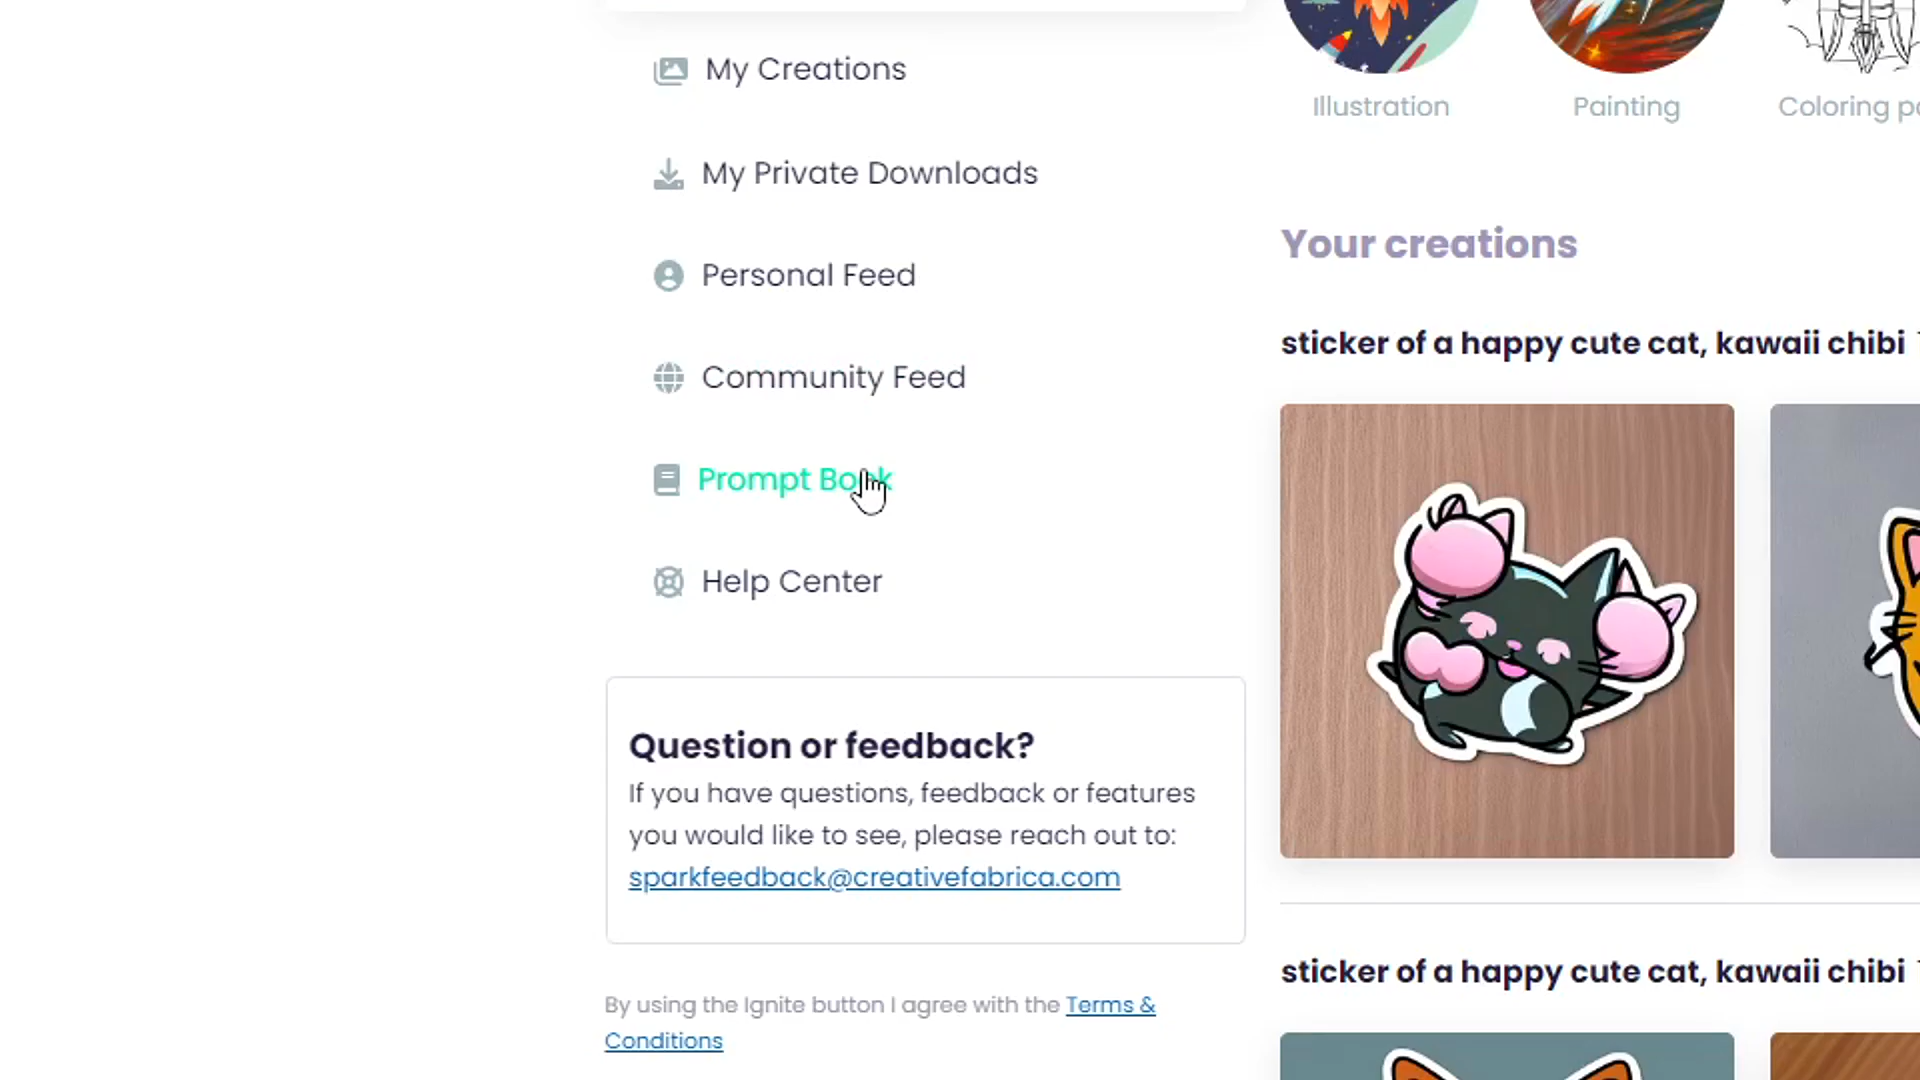 My Creations
My Private Downloads
Personal Feed
Community Feed
Prompt Book
Help Center
Question or feedback?
If you have questions, feedback or features
you would like to see, please reach out to:
sparkfeedback@creativefabrica.com
By using the Ignite button I agree with the Terms &
Conditions
Illustration
Painting
Coloring
Your creations
sticker of a happy cute cat, kawaii chibi
sticker of a happy cute cat, kawaii chibi